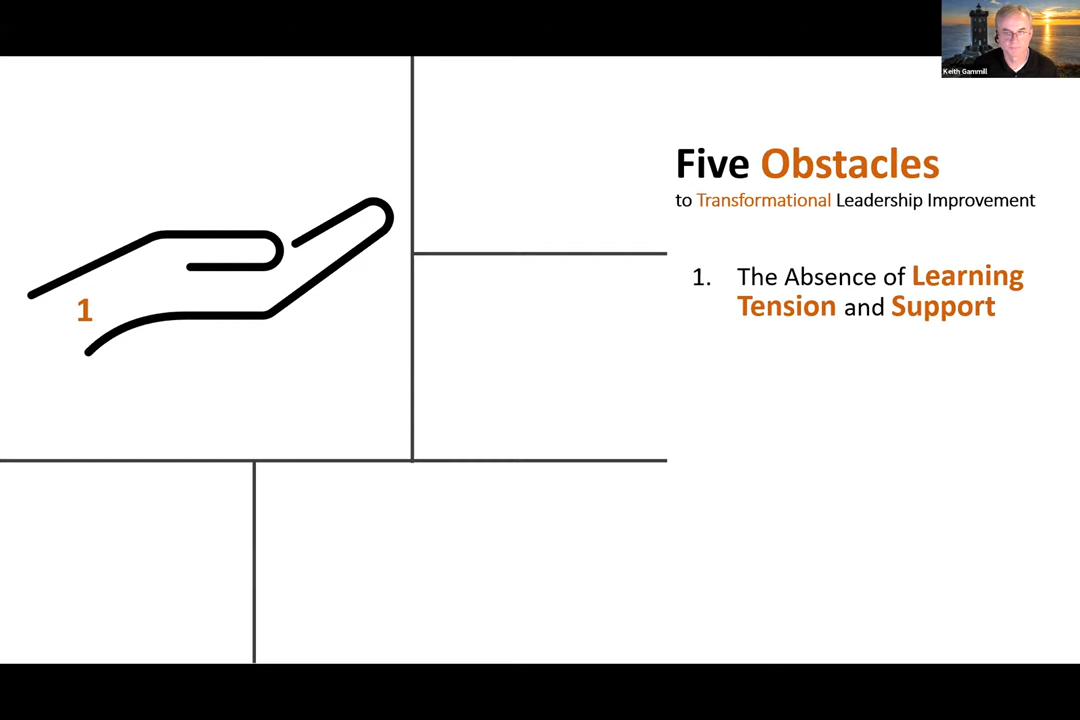 Keith Gammill
Five Obstacles
to Transformational Leadership Improvement
1
1. The Absence of Learning
Tension and Support